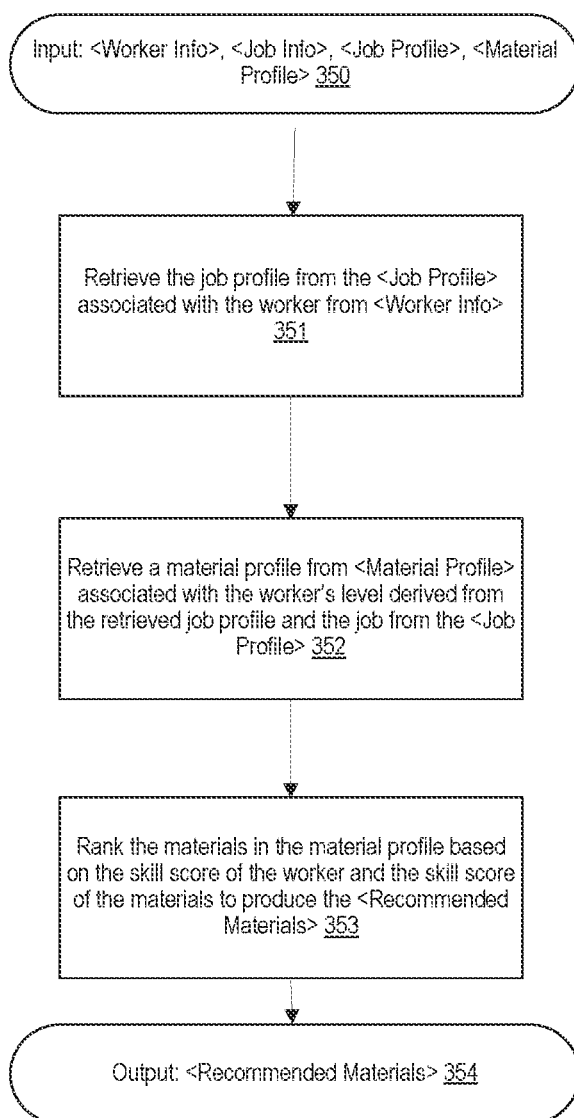 Input: <Worker Info>, <Job Info>, <Job Profile>, <Material
Profile> 350
Retrieve the job profile from the <Job Profile>
associated with the worker from <Worker Info>
351
Retrieve a material profile from <Material Profile>
associated with the worker's level derived from
the retrieved job profile and the job from the <Job
Profile> 352
Rank the materials in the material profile based
on the skill score of the worker and the skill score
of the materials to produce the <Recommended
Materials> 353
Output: <Recommended Materials> 354